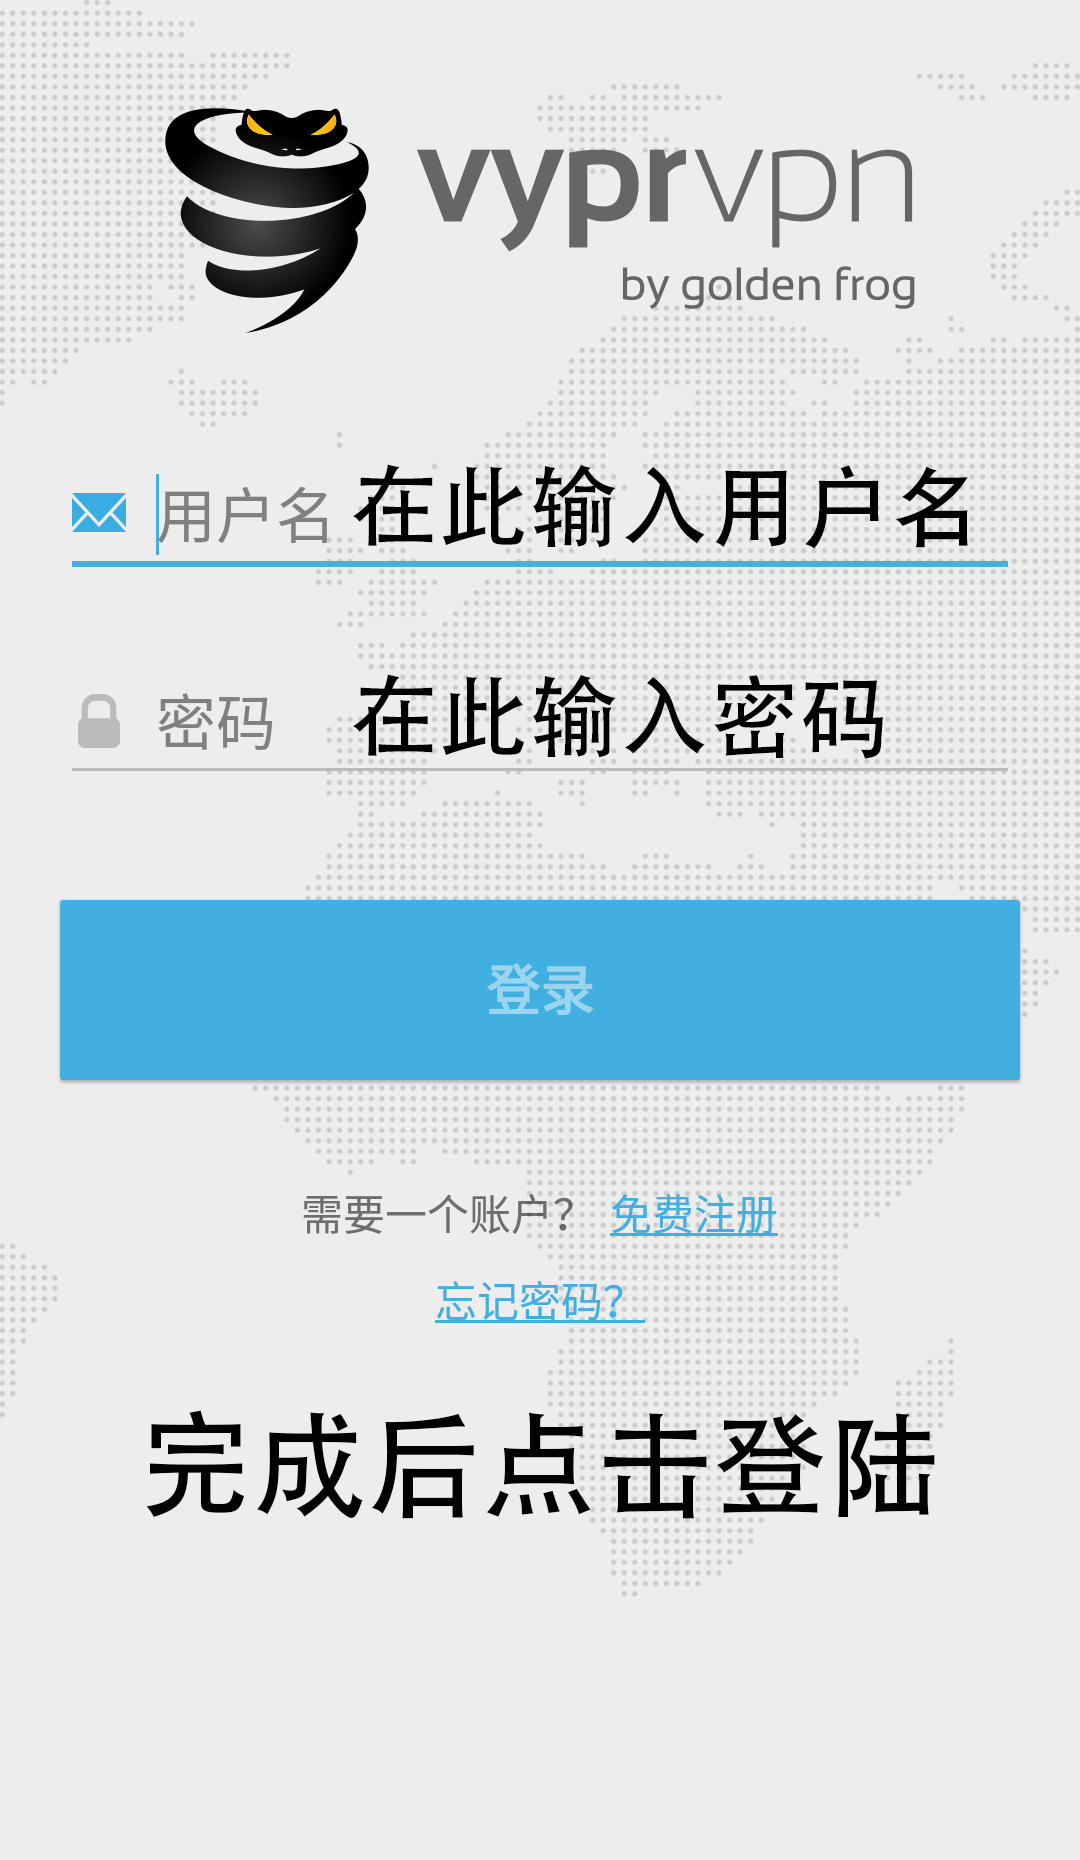 vyprvpn
by golden frog
用户名 在此输入用户名
密码 在此输入密码
登录
需要一个账户？ 免费注册
忘记密码？
完成后点击登陆